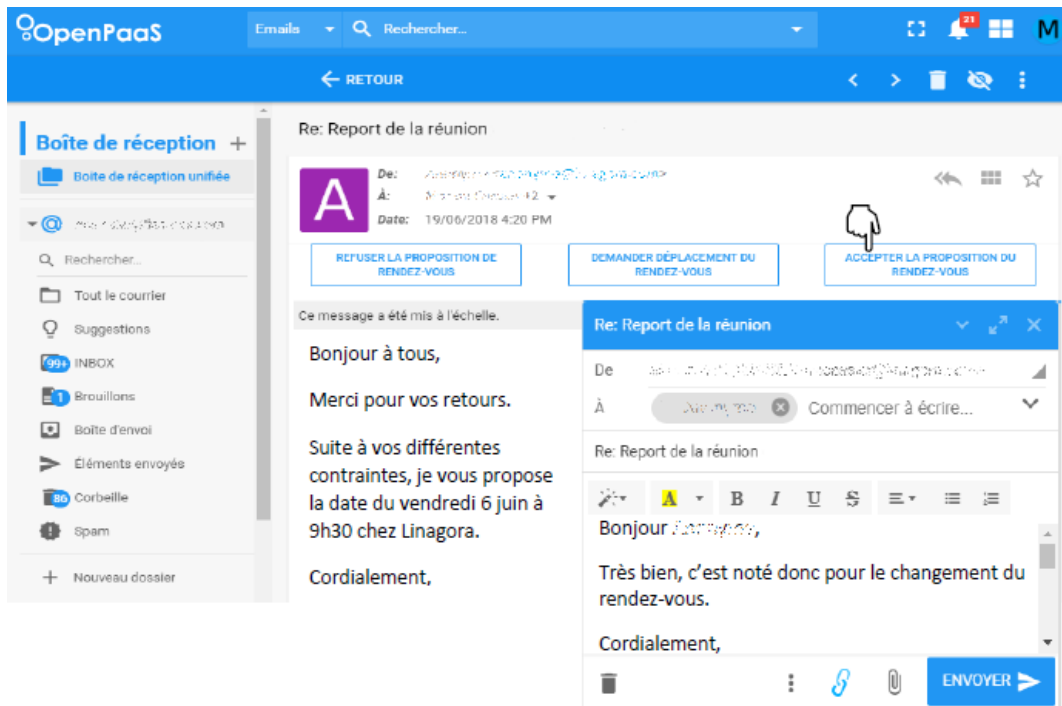 OpenPaaS
Emails
Rechercher...
21
M
RETOUR
Boîte de réception +
Boîte de réception unifiée
Rechercher...
Tout le courrier
Suggestions
99+ INBOX
1 Brouillons
Boîte d'envoi
Éléments envoyés
86 Corbeille
Spam
+ Nouveau dossier
Re: Report de la réunion
A
De:
À: +2
Date: 19/06/2018 4:20 PM
REFUSER LA PROPOSITION DE
RENDEZ-VOUS
DEMANDER DÉPLACEMENT DU
RENDEZ-VOUS
ACCEPTER LA PROPOSITION DU
RENDEZ-VOUS
Ce message a été mis à l'échelle.
Bonjour à tous,
Merci pour vos retours.
Suite à vos différentes
contraintes, je vous propose
la date du vendredi 6 juin à
9h30 chez Linagora.
Cordialement,
Re: Report de la réunion
De
À Commencer à écrire...
Re: Report de la réunion
A B I U S
Bonjour ,
Très bien, c'est noté donc pour le changement du
rendez-vous.
Cordialement,
ENVOYER